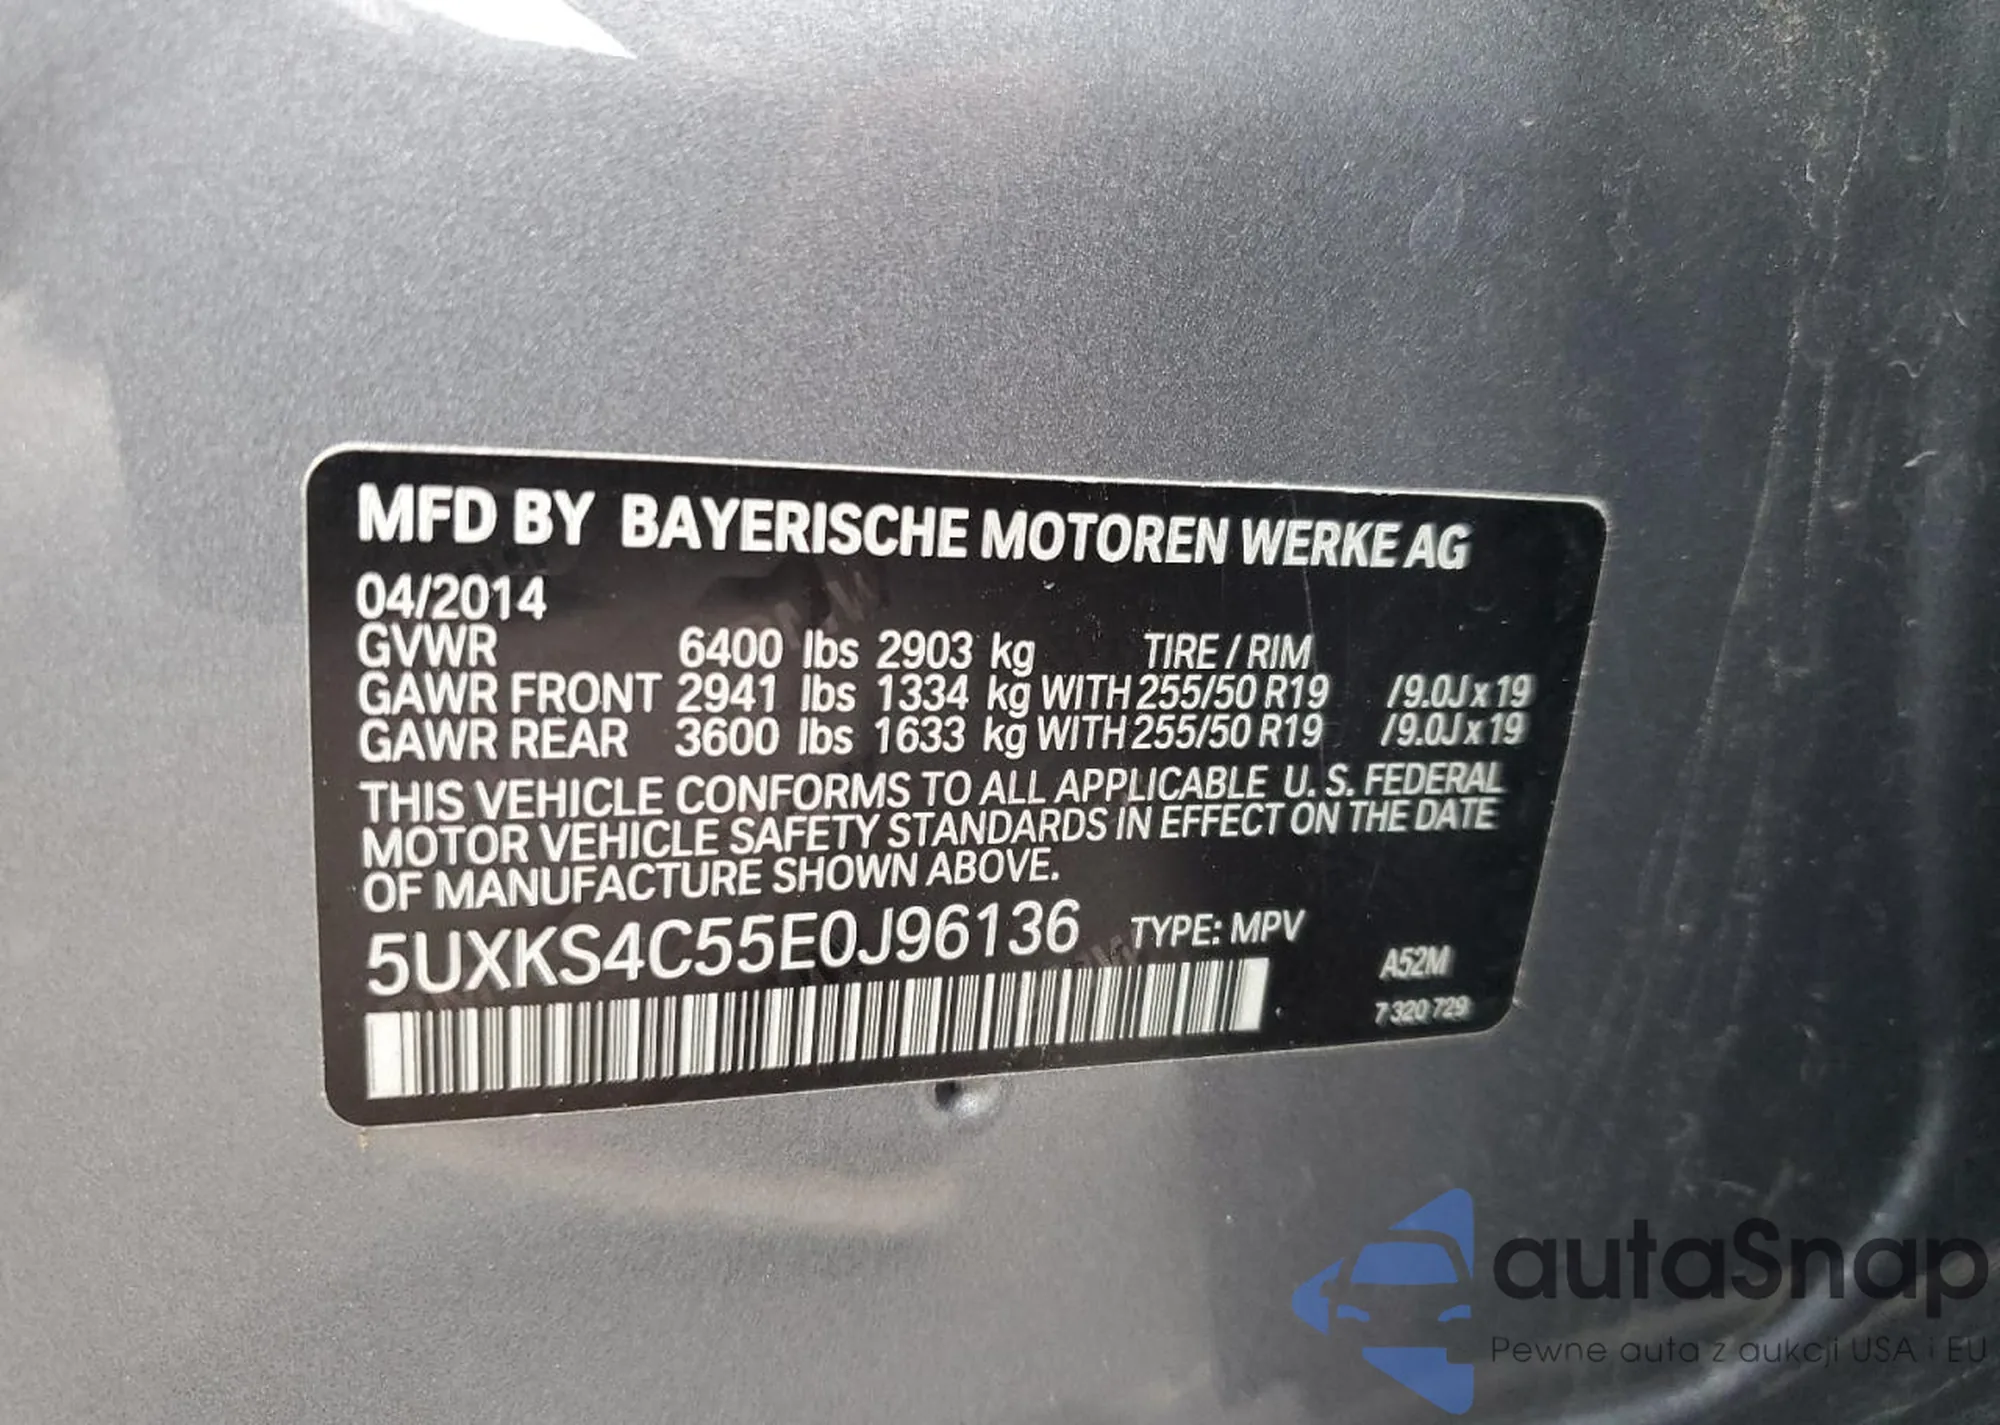 MFD BY BAYERISCHE MOTOREN WERKE AG
04/2014
GVWR 6400 lbs 2903 kg TIRE / RIM
GAWR FRONT 2941 lbs 1334 kg WITH 255/50 R19 /9.0J x 19
GAWR REAR 3600 lbs 1633 kg WITH 255/50 R19 /9.0J x 19
THIS VEHICLE CONFORMS TO ALL APPLICABLE U. S. FEDERAL
MOTOR VEHICLE SAFETY STANDARDS IN EFFECT ON THE DATE
OF MANUFACTURE SHOWN ABOVE.
5UXKS4C55E0J96136 TYPE: MPV
A52M
7 320 729
autaSnap
Pewne auta z aukcji USA i EU